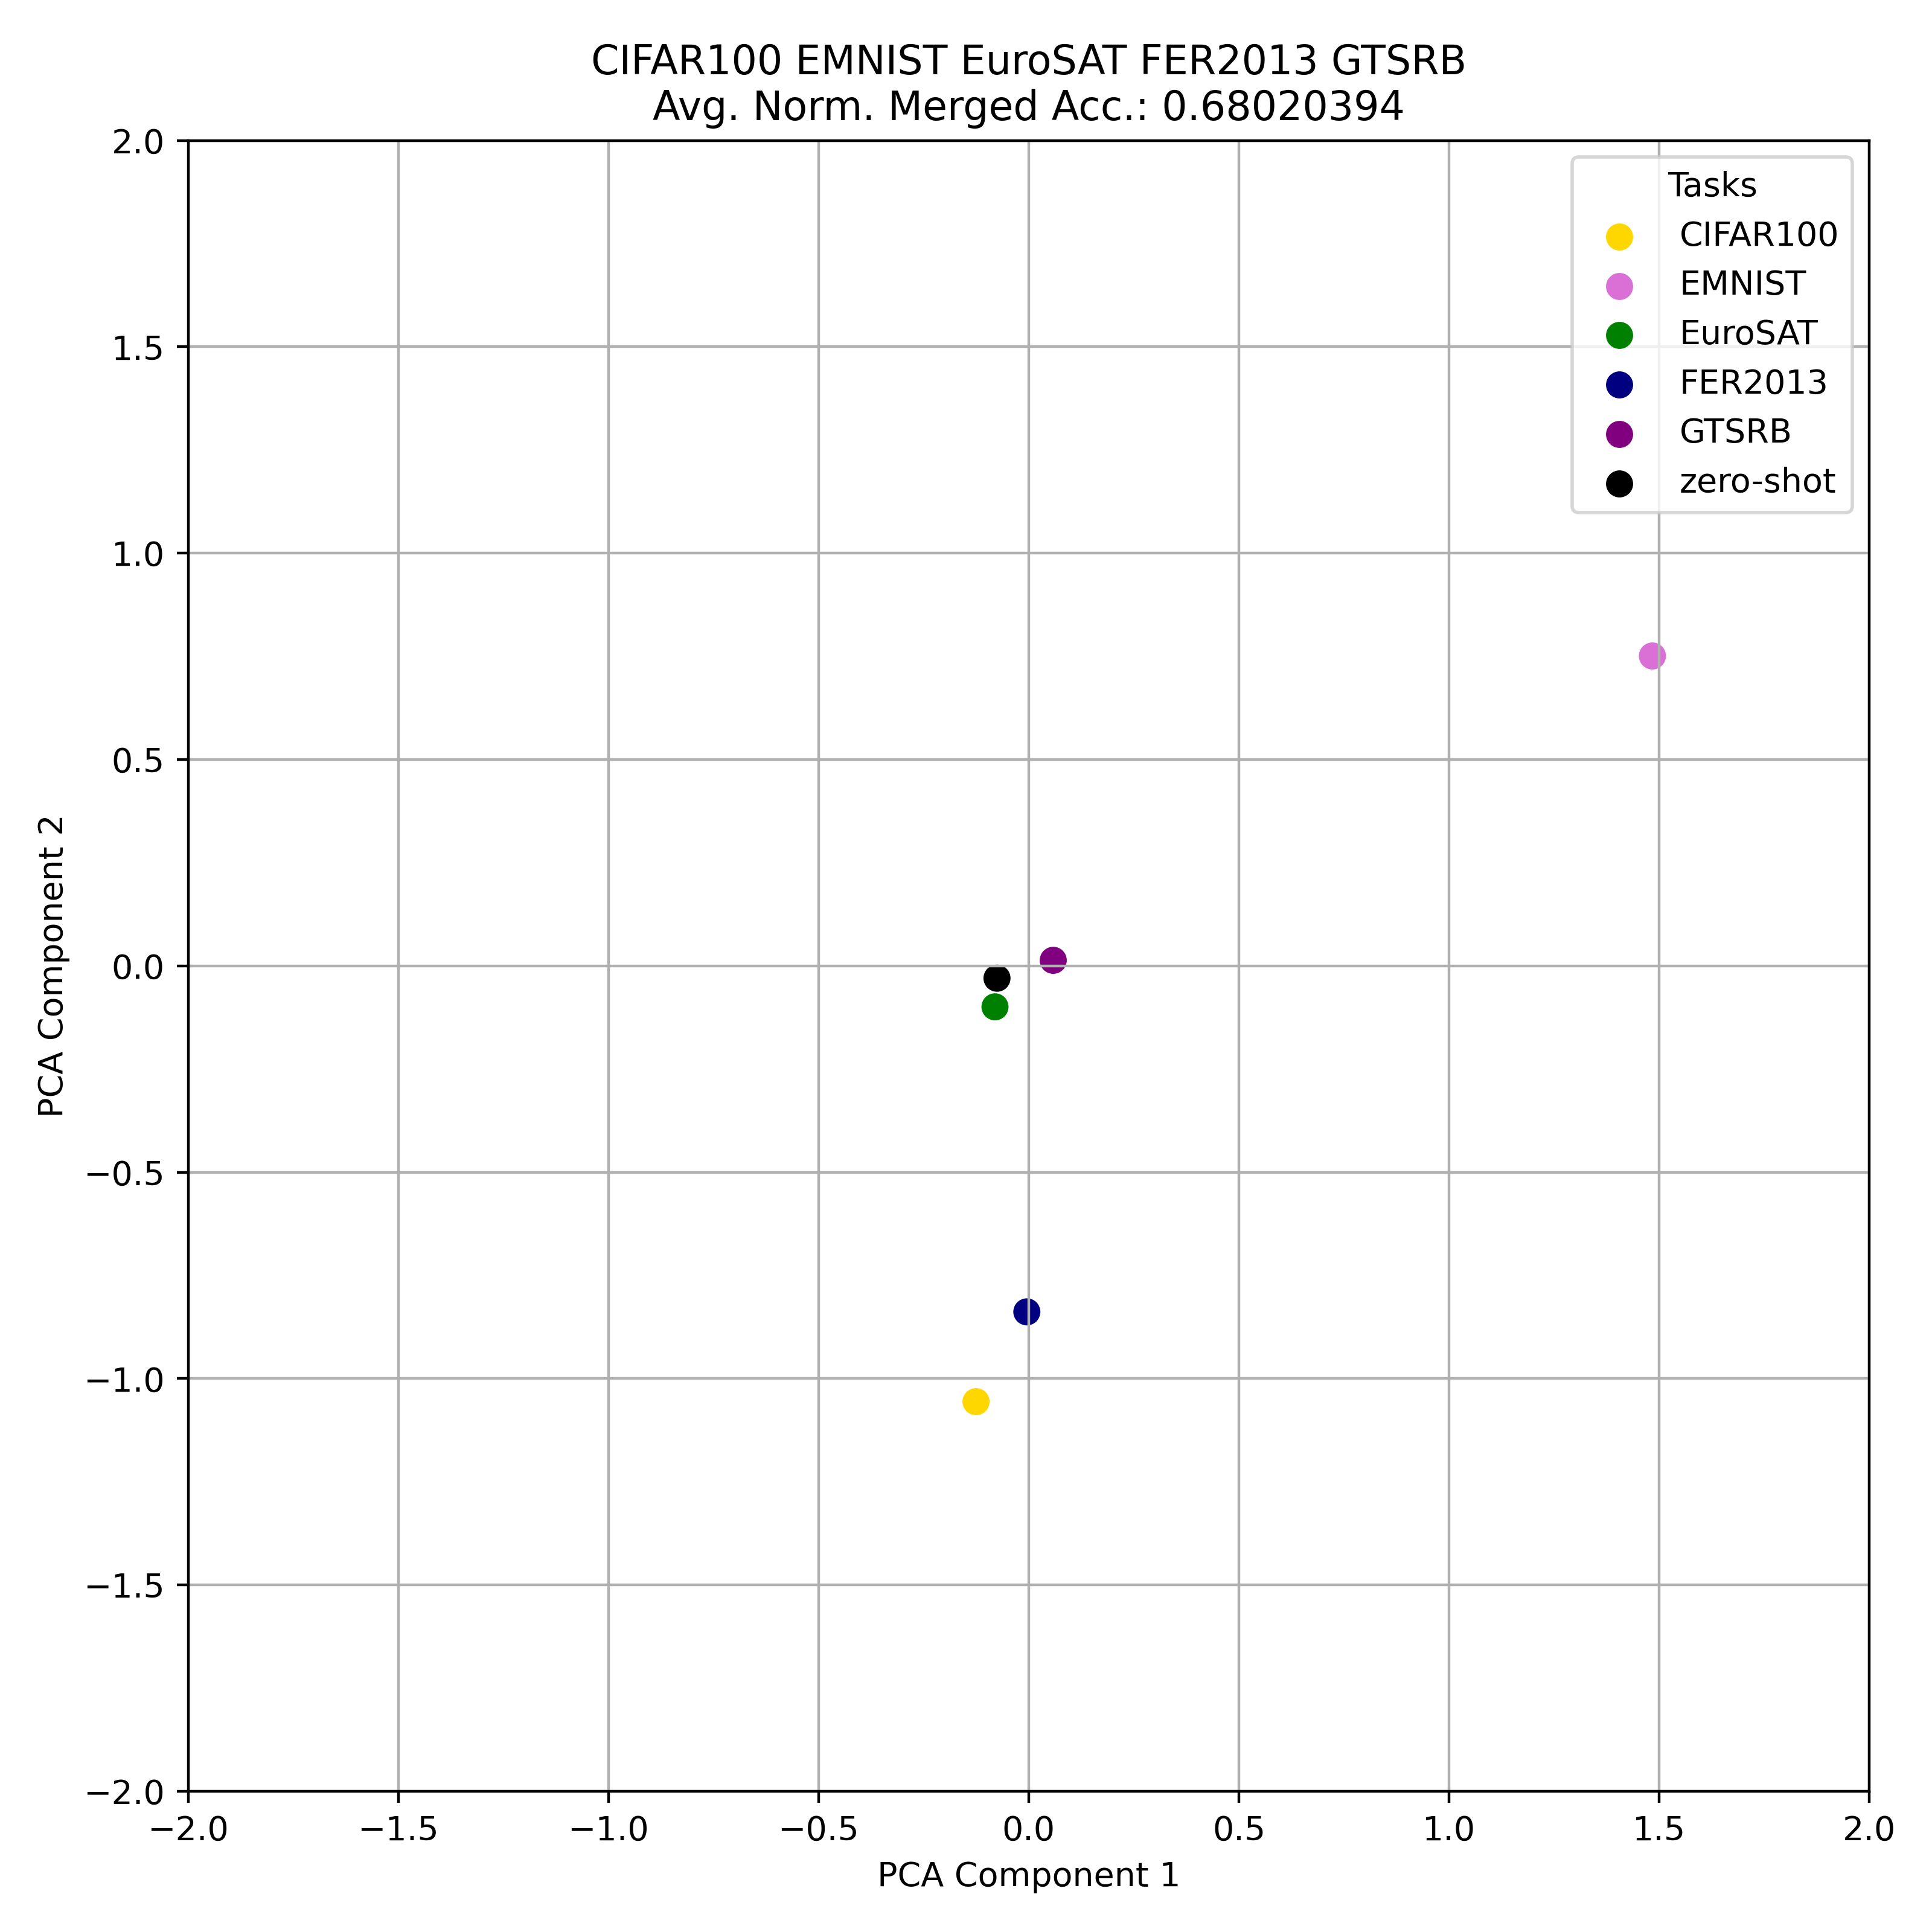 CIFAR100 EMNIST EuroSAT FER2013 GTSRB
Avg. Norm. Merged Acc.: 0.68020394
Tasks
CIFAR100
EMNIST
EuroSAT
FER2013
GTSRB
zero-shot
2.0
1.5
1.0
0.5
0.0
−0.5
−1.0
−1.5
−2.0
PCA Component 2
−2.0 −1.5 −1.0 −0.5 0.0 0.5 1.0 1.5 2.0
PCA Component 1